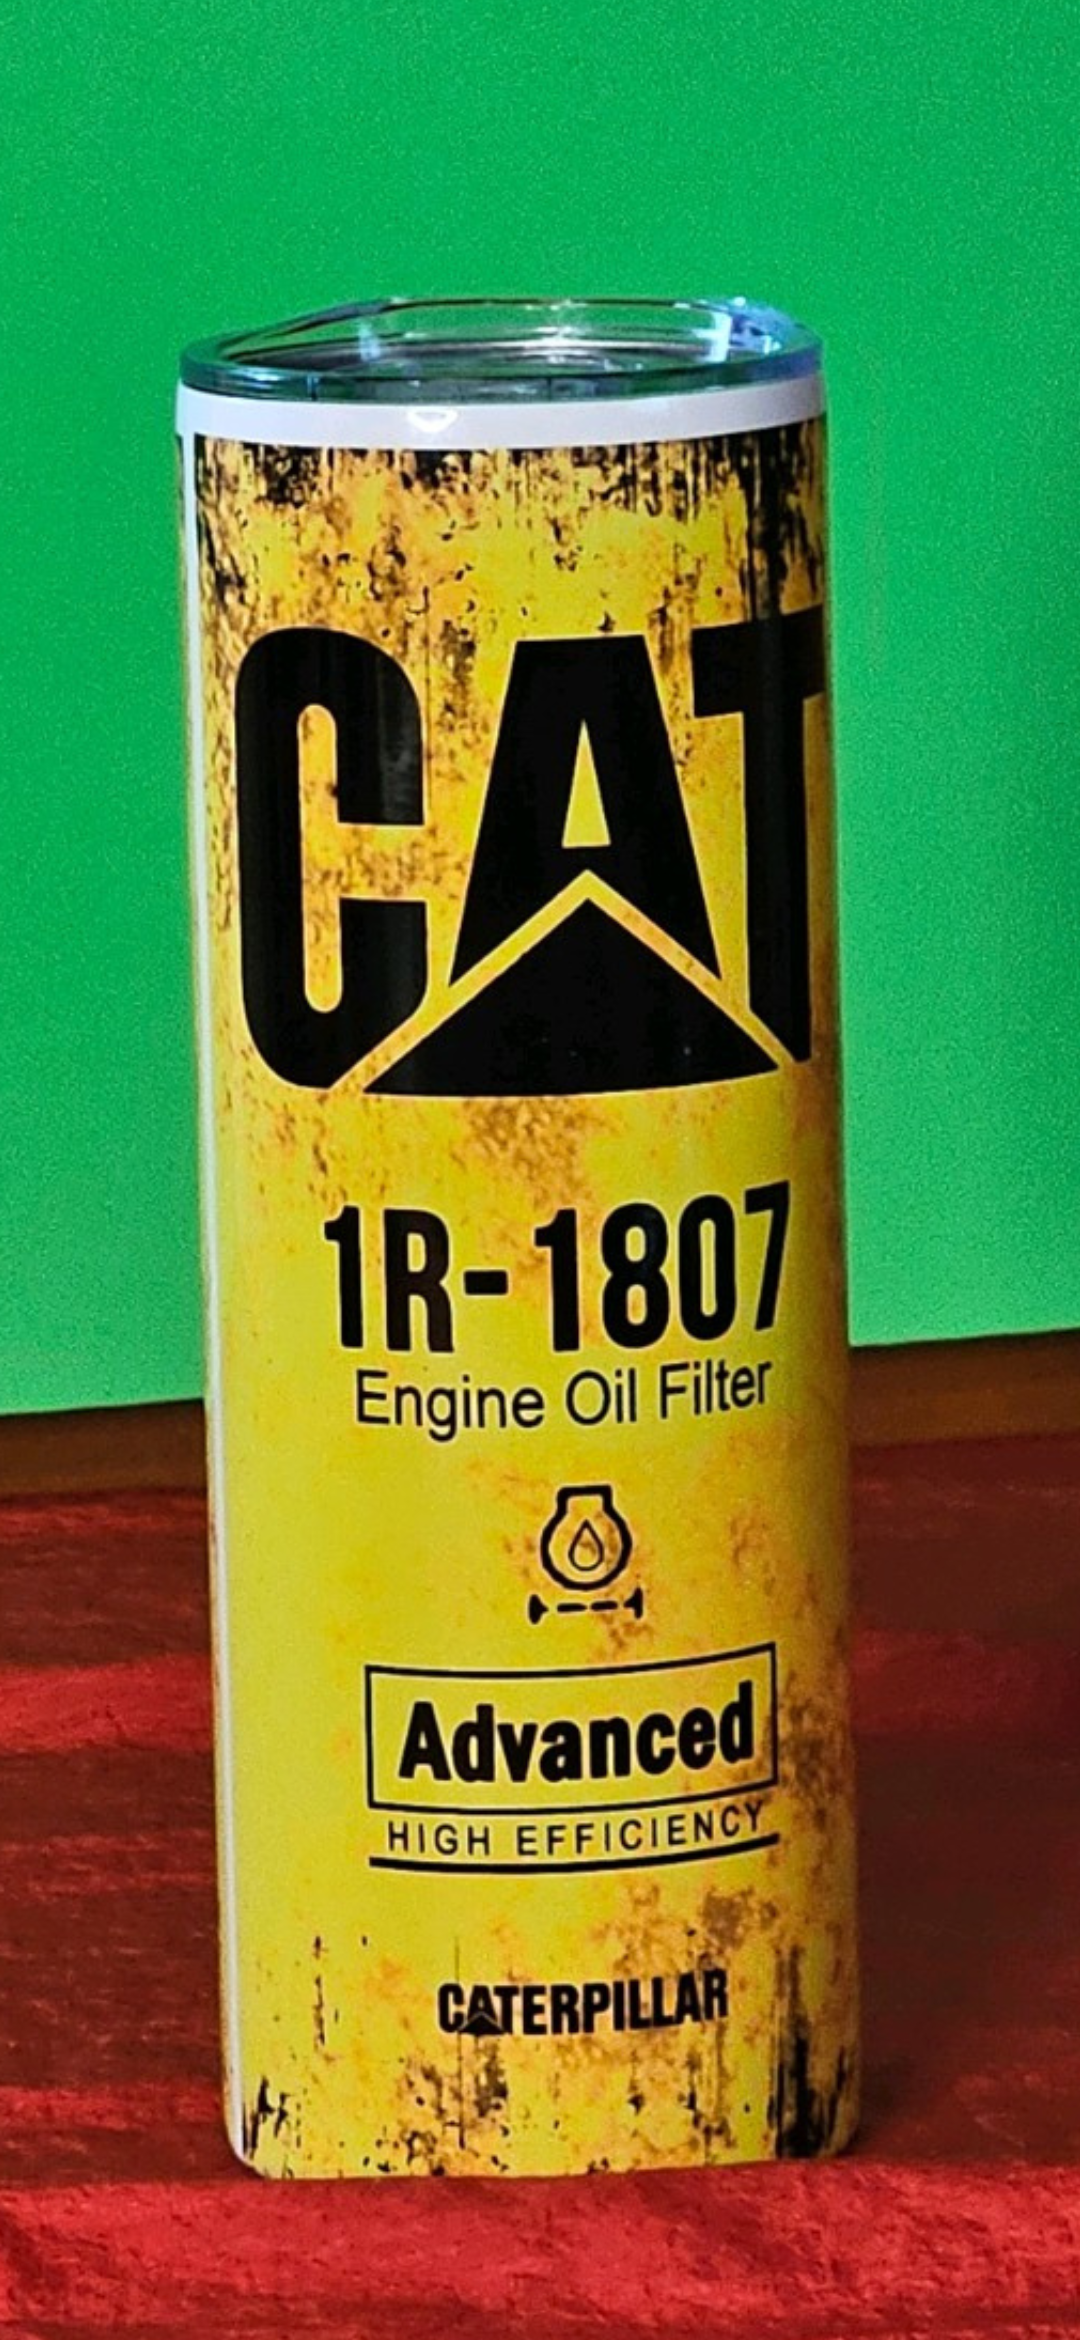 CAT
1R-1807
Engine Oil Filter
Advanced
HIGH EFFICIENCY
CATERPILLAR